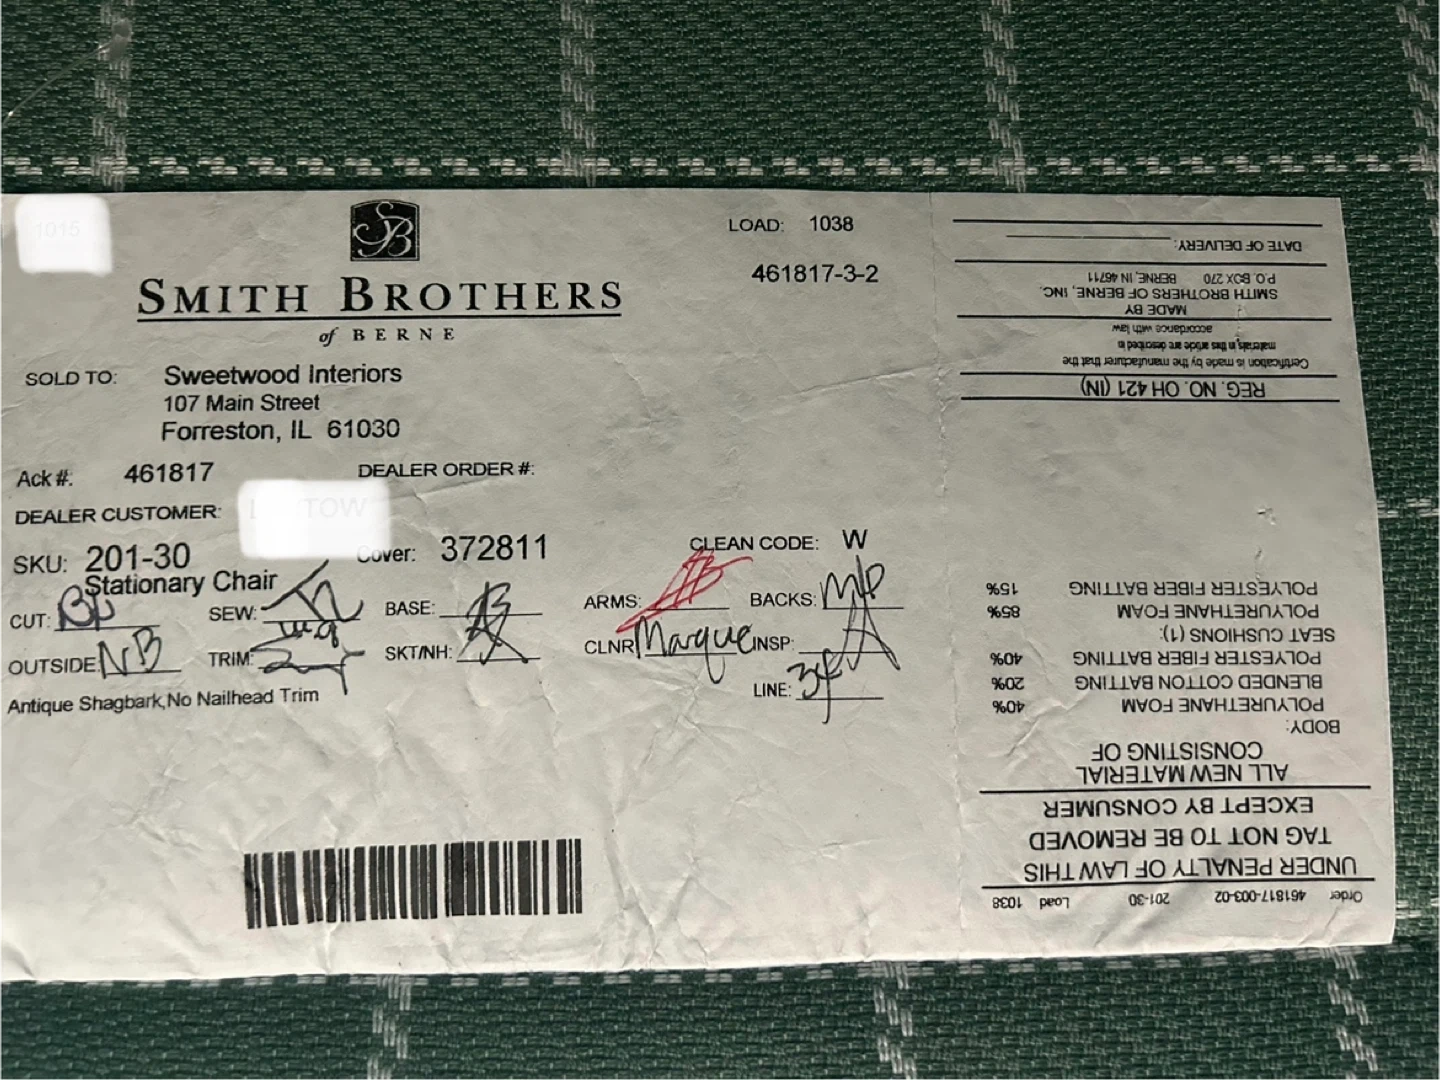 SB
LOAD: 1038
461817-3-2
SMITH BROTHERS
of BERNE
SOLD TO: Sweetwood Interiors
107 Main Street
Forreston, IL 61030
Ack #: 461817 DEALER ORDER #:
DEALER CUSTOMER: TOW
SKU: 201-30 Cover: 372811 CLEAN CODE: W
Stationary Chair
CUT: SEW: BASE: ARMS: BACKS:
OUTSIDE: NB TRIM: SKT/NH: CLNR Marque INSP:
LINE: 34
Antique Shagbark,No Nailhead Trim
Order 461817-003-02 201-30 Load 1038
UNDER PENALTY OF LAW THIS
TAG NOT TO BE REMOVED
EXCEPT BY CONSUMER
ALL NEW MATERIAL
CONSISTING OF
BODY:
POLYURETHANE FOAM 40%
BLENDED COTTON BATTING 20%
POLYESTER FIBER BATTING 40%
SEAT CUSHIONS (1):
POLYURETHANE FOAM 85%
POLYESTER FIBER BATTING 15%
REG. NO. OH 421 (IN)
Certification is made by the manufacturer that the
materials, in this article are described in
accordance with law
MADE BY
SMITH BROTHERS OF BERNE, INC.
P.O. BOX 270 BERNE, IN 46711
DATE OF DELIVERY: